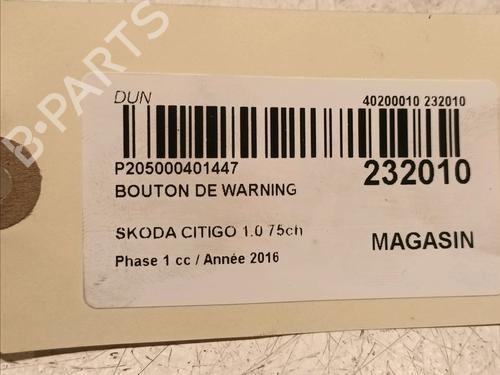 B-PARTS
DUN
40200010 232010
P205000401447
232010
BOUTON DE WARNING
SKODA CITIGO 1.0 75ch
MAGASIN
Phase 1 cc / Année 2016